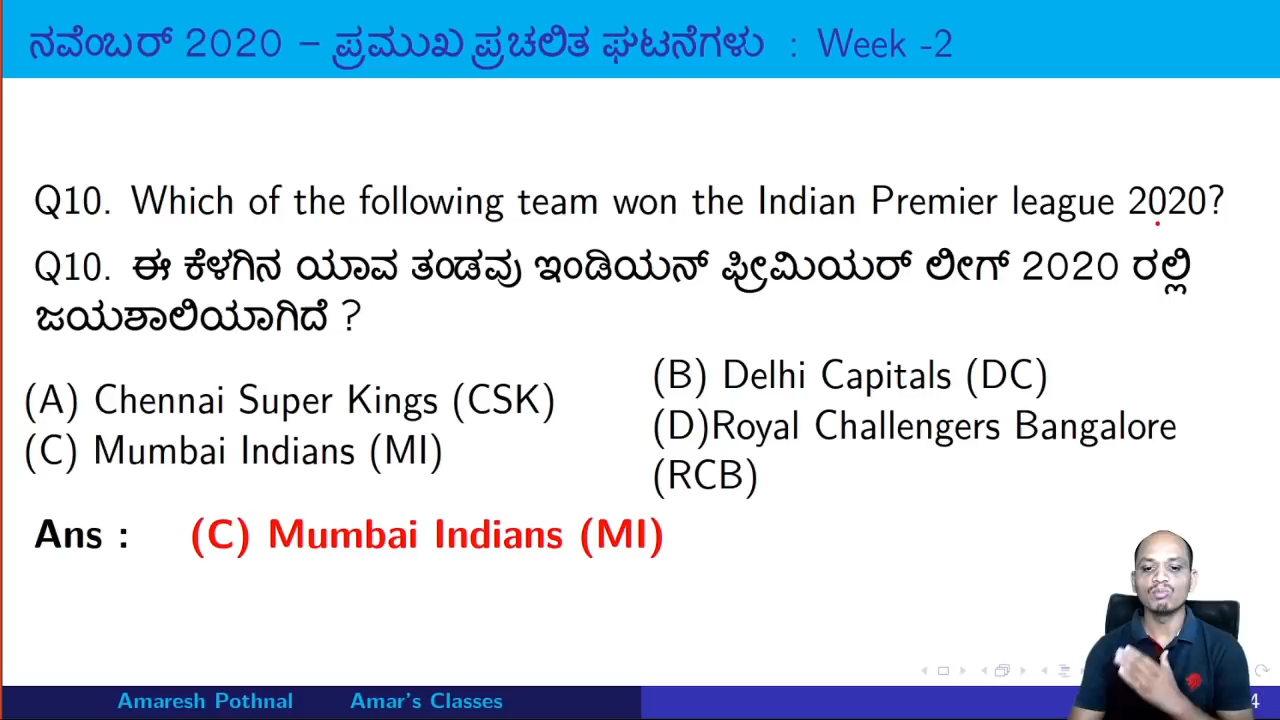 ನವೆಂಬರ್ 2020 – ಪ್ರಮುಖ ಪ್ರಚಲಿತ ಘಟನೆಗಳು : Week -2
Q10. Which of the following team won the Indian Premier league 2020?
Q10. ಈ ಕೆಳಗಿನ ಯಾವ ತಂಡವು ಇಂಡಿಯನ್ ಪ್ರೀಮಿಯರ್ ಲೀಗ್ 2020 ರಲ್ಲಿ
ಜಯಶಾಲಿಯಾಗಿದೆ ?
(A) Chennai Super Kings (CSK)
(B) Delhi Capitals (DC)
(C) Mumbai Indians (MI)
(D)Royal Challengers Bangalore
(RCB)
Ans : (C) Mumbai Indians (MI)
Amaresh Pothnal Amar's Classes